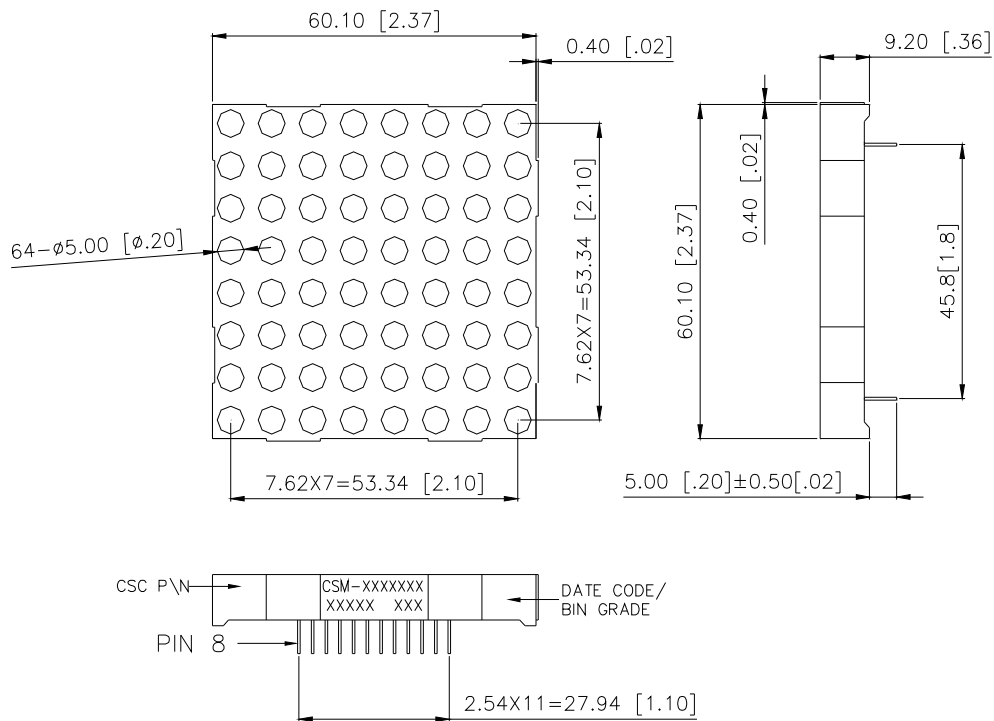 60.10 [2.37]
0.40 [.02]
9.20 [.36]
64-ø5.00 [ø.20]
7.62X7=53.34 [2.10]
60.10 [2.37]
0.40 [.02]
45.8[1.8]
7.62X7=53.34 [2.10]
5.00 [.20]±0.50[.02]
CSC P\N
CSM-XXXXXXX
XXXXX XXX
DATE CODE/
BIN GRADE
PIN 8
2.54X11=27.94 [1.10]